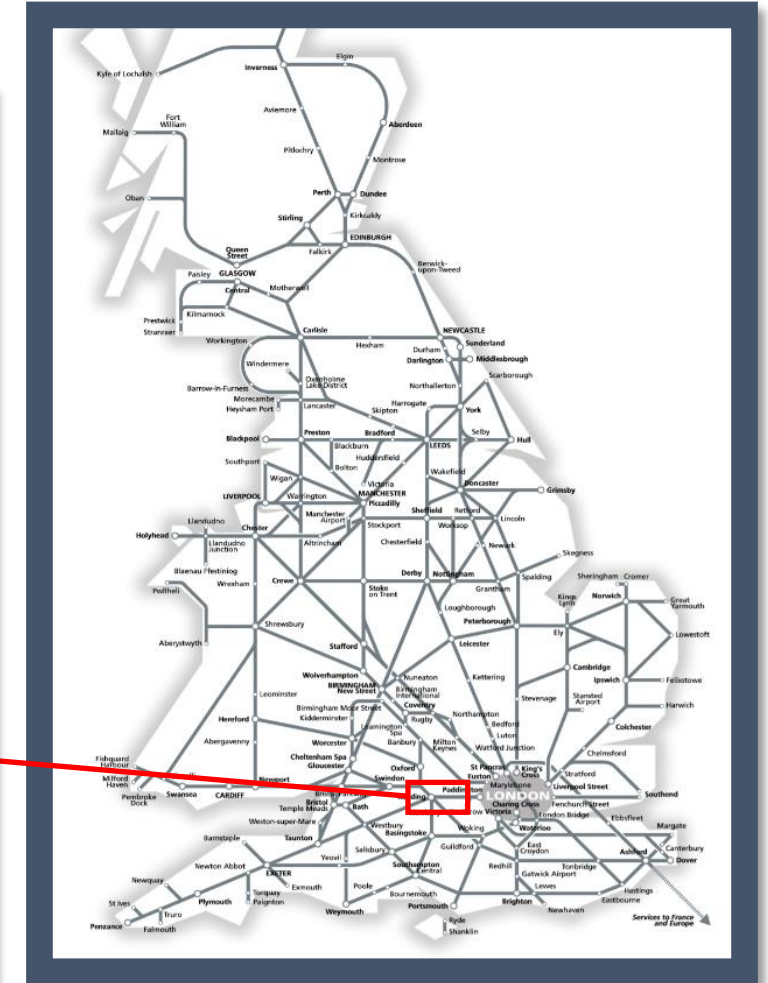 Elgin
Inverness
Kyle of Lochalsh
Aviemore
Fort
William
Mallaig
Aberdeen
Pitlochry
Montrose
Perth
Dundee
Oban
Kirkcaldy
Stirling
EDINBURGH
Falkirk
Queen
Street
GLASGOW
Central
Paisley
Motherwell
Berwick-
upon-Tweed
Kilmarnock
Prestwick
Stranraer
Carlisle
NEWCASTLE
Workington
Hexham
Sunderland
Durham
Darlington
Middlesbrough
Windermere
Scarborough
Oxenholme
Lake District
Northallerton
Barrow-in-Furness
Morecambe
Heysham Port
Lancaster
Harrogate
York
Skipton
Blackpool
Preston
Bradford
Selby
Hull
Blackburn
LEEDS
Huddersfield
Southport
Bolton
Wakefield
Wigan
Victoria
MANCHESTER
Piccadilly
Doncaster
Grimsby
LIVERPOOL
Warrington
Manchester
Airport
Sheffield
Retford
Llandudno
Stockport
Worksop
Lincoln
Holyhead
Chester
Llandudno
Junction
Altrincham
Chesterfield
Newark
Skegness
Blaenau Ffestiniog
Wrexham
Crewe
Derby
Nottingham
Spalding
Sheringham
Cromer
Pwllheli
Stoke
on Trent
Grantham
Kings
Lynn
Norwich
Great
Yarmouth
Loughborough
Shrewsbury
Peterborough
Ely
Lowestoft
Aberystwyth
Stafford
Leicester
Wolverhampton
Nuneaton
Kettering
Cambridge
BIRMINGHAM
New Street
Birmingham
International
Ipswich
Felixstowe
Leominster
Stansted
Airport
Coventry
Stevenage
Birmingham Moor Street
Kidderminster
Rugby
Northampton
Harwich
Hereford
Leamington
Spa
Bedford
Colchester
Abergavenny
Worcester
Banbury
Milton
Keynes
Luton
Watford Junction
Chelmsford
Cheltenham Spa
Gloucester
Oxford
St Pancras
King's
Cross
Stratford
Fishguard
Harbour
Swindon
Euston
Milford
Haven
Newport
Paddington
Marylebone
Liverpool Street
LONDON
Southend
Pembroke
Dock
Swansea
CARDIFF
Bristol
Temple Meads
Bath
Charing Cross
Fenchurch Street
Victoria
London Bridge
Ebbsfleet
Weston-super-Mare
Westbury
Basingstoke
Woking
Waterloo
Margate
Barnstaple
Taunton
Salisbury
Guildford
East
Croydon
Canterbury
Ashford
Dover
Newton Abbot
Yeovil
Southampton
Central
Redhill
Tonbridge
Gatwick Airport
EXETER
Newquay
Exmouth
Poole
Lewes
Hastings
Torquay
Paignton
Bournemouth
Eastbourne
St Ives
Plymouth
Weymouth
Portsmouth
Brighton
Newhaven
Truro
Penzance
Falmouth
Ryde
Shanklin
Services to France
and Europe